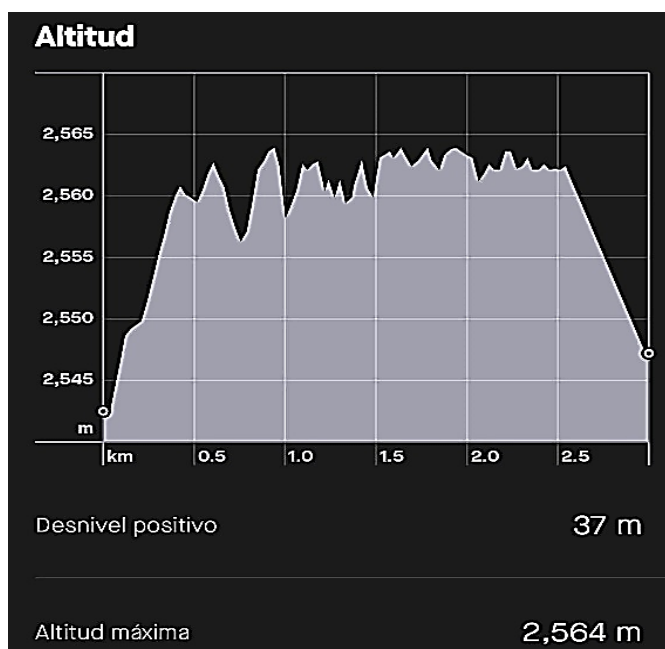 Altitud
2,565
2,560
2,555
2,550
2,545
m
km 0.5 1.0 1.5 2.0 2.5
Desnivel positivo 37 m
Altitud máxima 2,564 m